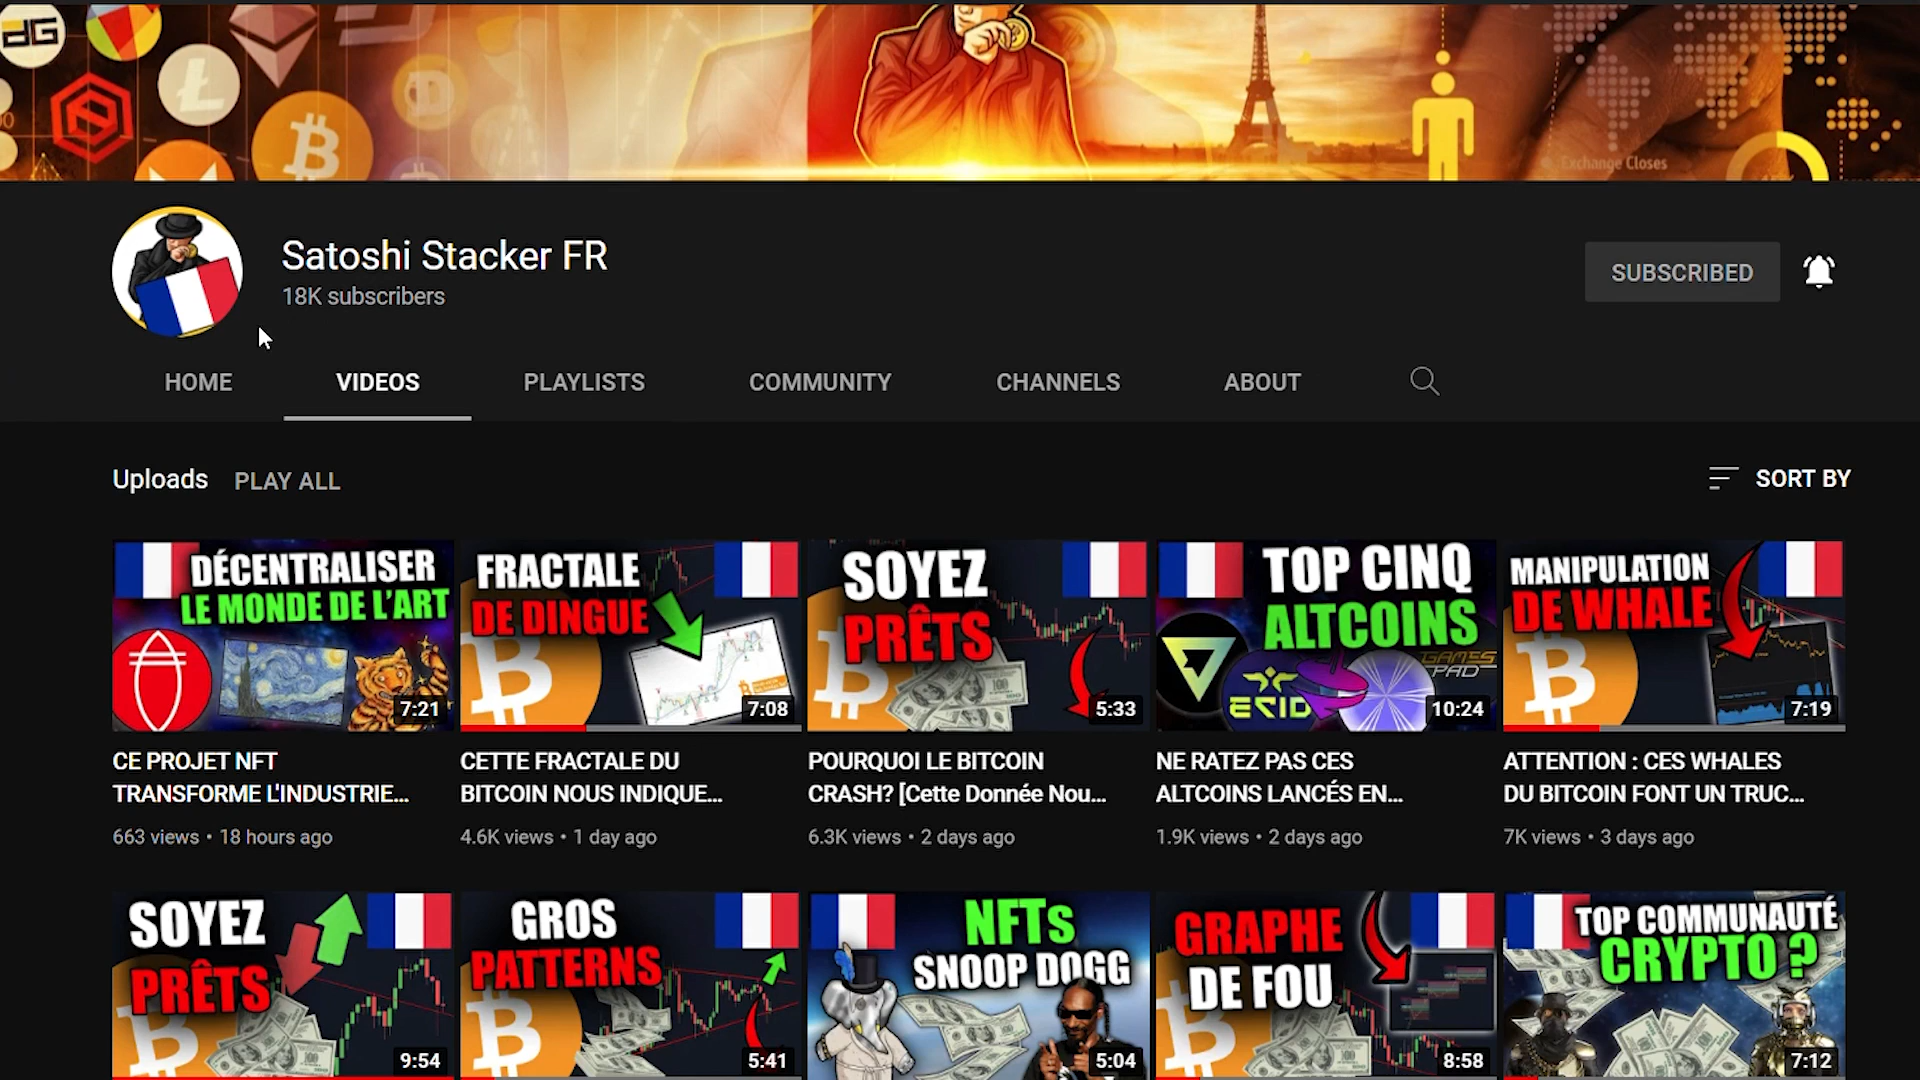 dG
Exchange Closes
Satoshi Stacker FR
18K subscribers
SUBSCRIBED
HOME
VIDEOS
PLAYLISTS
COMMUNITY
CHANNELS
ABOUT
Uploads
PLAY ALL
SORT BY
DÉCENTRALISER
LE MONDE DE L'ART
7:21
FRACTALE
DE DINGUE
7:08
SOYEZ
PRÊTS
5:33
TOP CINQ
ALTCOINS
GAMES
PAD
10:24
MANIPULATION
DE WHALE
7:19
CE PROJET NFT
TRANSFORME L'INDUSTRIE...
663 views • 18 hours ago
CETTE FRACTALE DU
BITCOIN NOUS INDIQUE...
4.6K views • 1 day ago
POURQUOI LE BITCOIN
CRASH? [Cette Donnée Nou...
6.3K views • 2 days ago
NE RATEZ PAS CES
ALTCOINS LANCÉS EN...
1.9K views • 2 days ago
ATTENTION : CES WHALES
DU BITCOIN FONT UN TRUC...
7K views • 3 days ago
SOYEZ
PRÊTS
9:54
GROS
PATTERNS
5:41
NFTs
SNOOP DOGG
5:04
GRAPHE
DE FOU
8:58
TOP COMMUNAUTÉ
CRYPTO ?
7:12